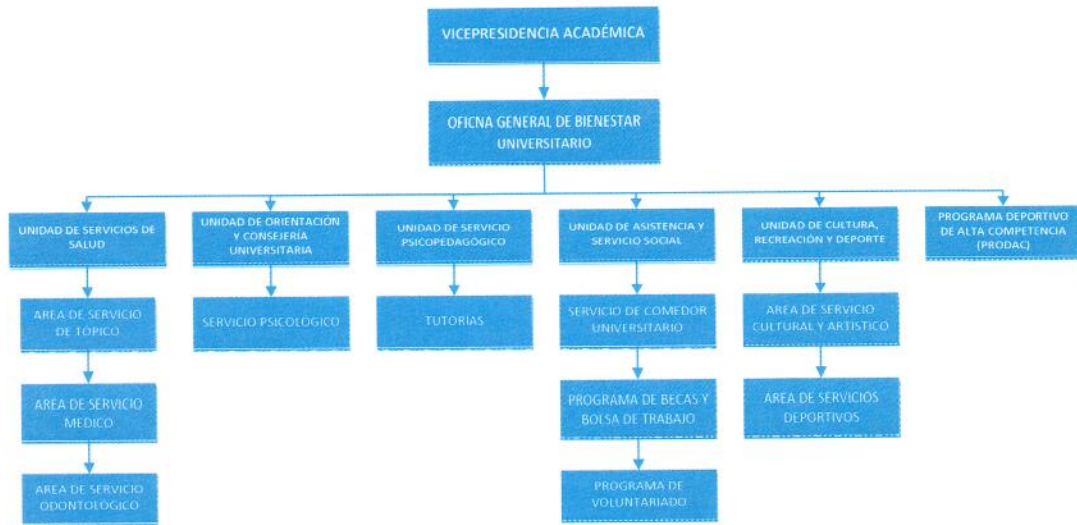 VICEPRESIDENCIA ACADÉMICA
OFICNA GENERAL DE BIENESTAR
UNIVERSITARIO
UNIDAD DE SERVICIOS DE
SALUD
UNIDAD DE ORIENTACIÓN
Y CONSEJERÍA
UNIVERSITARIA
UNIDAD DE SERVICIO
PSICOPEDAGÓGICO
UNIDAD DE ASISTENCIA Y
SERVICIO SOCIAL
UNIDAD DE CULTURA,
RECREACIÓN Y DEPORTE
PROGRAMA DEPORTIVO
DE ALTA COMPETENCIA
(PRODAC)
AREA DE SERVICIO
DE TÓPICO
SERVICIO PSICOLÓGICO
TUTORIAS
SERVICIO DE COMEDOR
UNIVERSITARIO
AREA DE SERVICIO
CULTURAL Y ARTISTICO
AREA DE SERVICIO
MEDICO
PROGRAMA DE BECAS Y
BOLSA DE TRABAJO
AREA DE SERVICIOS
DEPORTIVOS
AREA DE SERVICIO
ODONTOLOGICO
PROGRAMA DE
VOLUNTARIADO